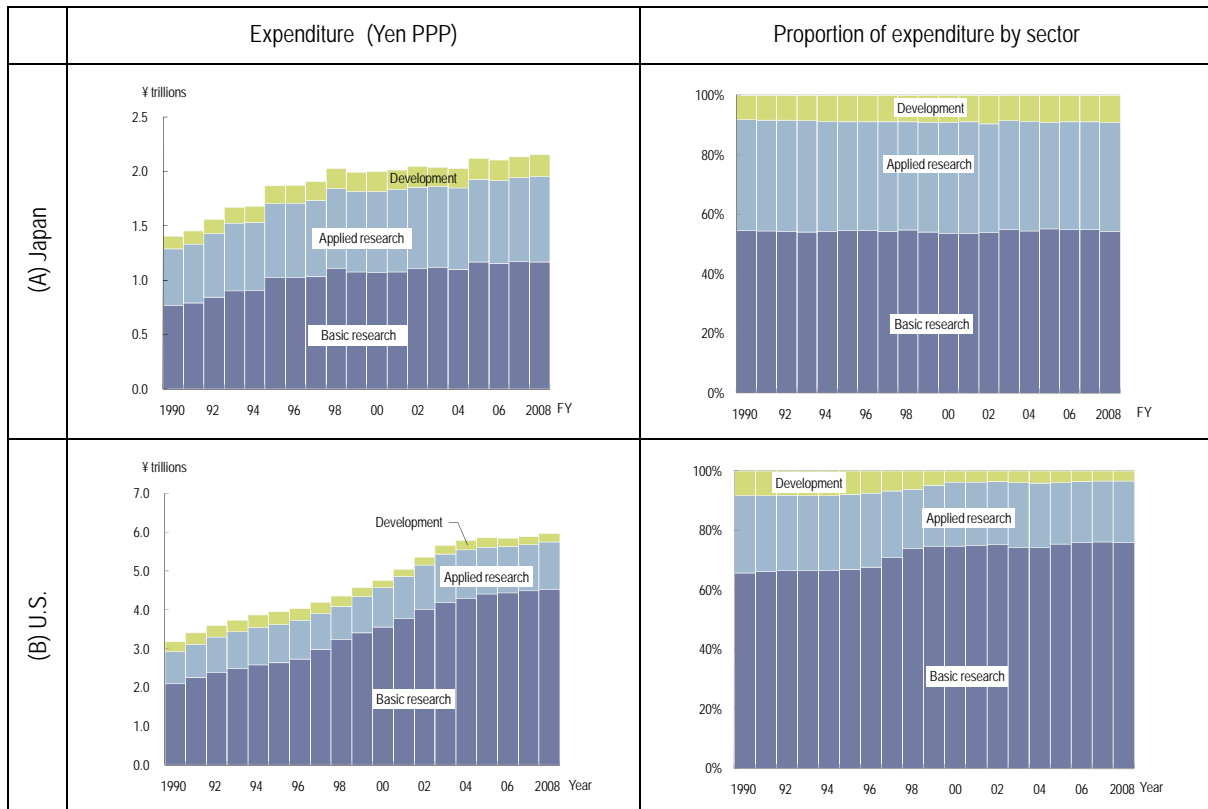 Expenditure (Yen PPP)
Proportion of expenditure by sector
(A) Japan
¥ trillions
2.5
2.0
1.5
1.0
0.5
0.0
Development
Applied research
Basic research
1990 92 94 96 98 00 02 04 06 2008 FY
100%
80%
60%
40%
20%
0%
Development
Applied research
Basic research
1990 92 94 96 98 00 02 04 06 2008 FY
(B) U.S.
¥ trillions
7.0
6.0
5.0
4.0
3.0
2.0
1.0
0.0
Development
Applied research
Basic research
1990 92 94 96 98 00 02 04 06 2008 Year
100%
80%
60%
40%
20%
0%
Development
Applied research
Basic research
1990 92 94 96 98 00 02 04 06 2008 Year